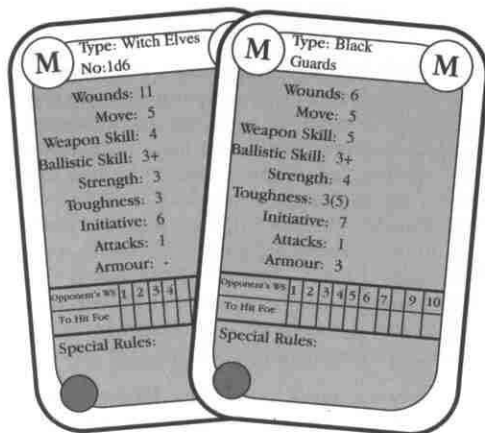 M
Type: Witch Elves
No:1d6
Wounds: 11
Move: 5
Weapon Skill: 4
Ballistic Skill: 3+
Strength: 3
Toughness: 3
Initiative: 6
Attacks: 1
Armour: -
Opponent's WS 1 2 3 4
To Hit Foe
Special Rules:
M
Type: Black
Guards
M
Wounds: 6
Move: 5
Weapon Skill: 5
Ballistic Skill: 3+
Strength: 4
Toughness: 3(5)
Initiative: 7
Attacks: 1
Armour: 3
Opponent's WS 1 2 3 4 5 6 7 9 10
To Hit Foe
Special Rules: